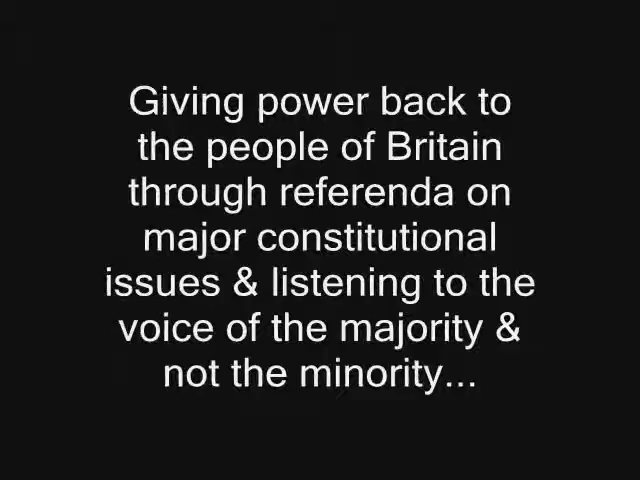 Giving power back to
the people of Britain
through referenda on
major constitutional
issues & listening to the
voice of the majority &
not the minority...